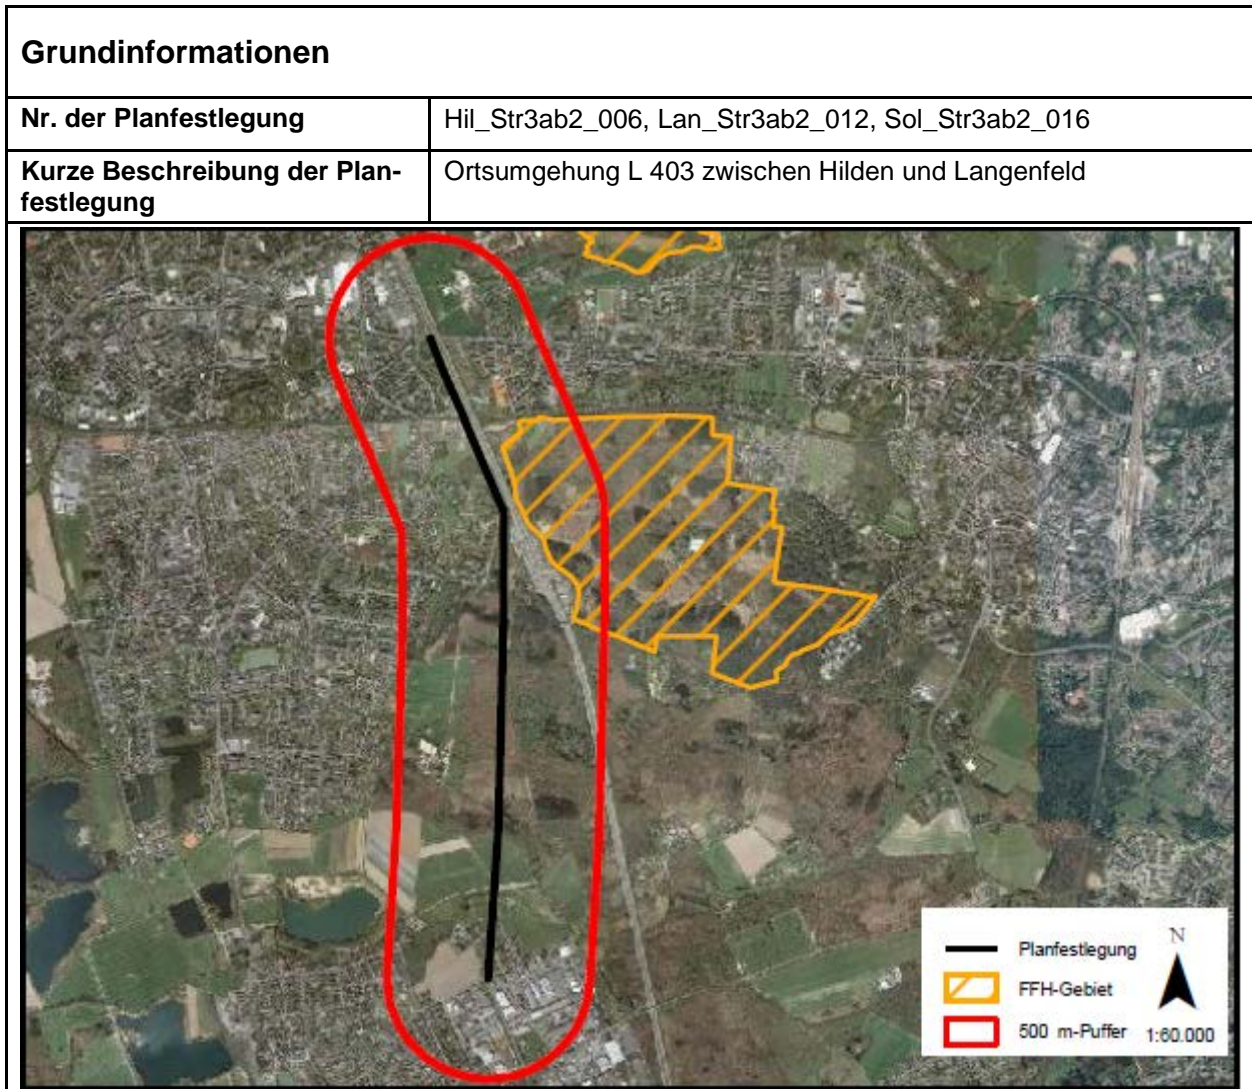 Grundinformationen
Nr. der Planfestlegung
Hil_Str3ab2_006, Lan_Str3ab2_012, Sol_Str3ab2_016
Kurze Beschreibung der Plan-
festlegung
Ortsumgehung L 403 zwischen Hilden und Langenfeld
N
Planfestlegung
FFH-Gebiet
500 m-Puffer
1:60.000